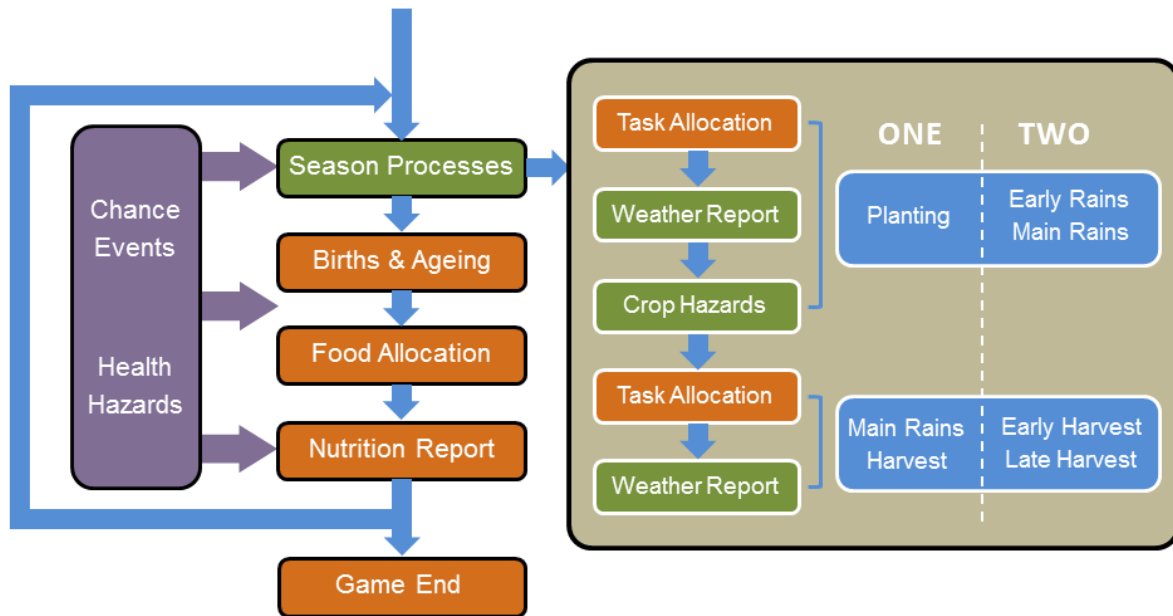 Chance
Events
Health
Hazards
Season Processes
Births & Ageing
Food Allocation
Nutrition Report
Game End
Task Allocation
Weather Report
Crop Hazards
Task Allocation
Weather Report
ONE
TWO
Planting
Early Rains
Main Rains
Main Rains
Harvest
Early Harvest
Late Harvest